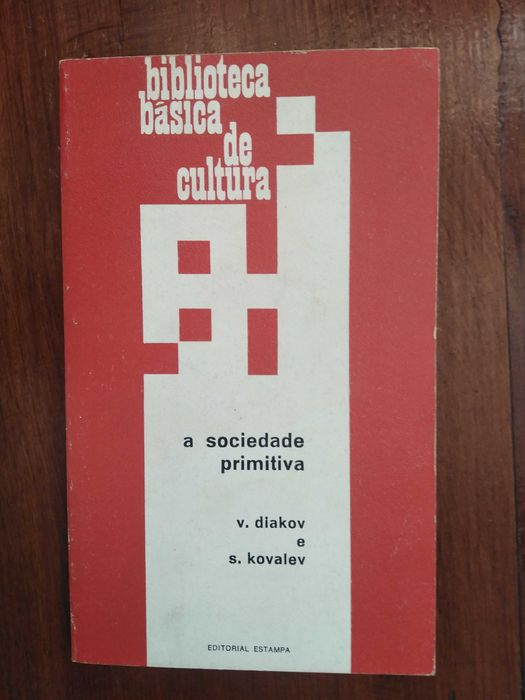 biblioteca
básica
de
cultura
a sociedade
primitiva
v. diakov
e
s. kovalev
EDITORIAL ESTAMPA